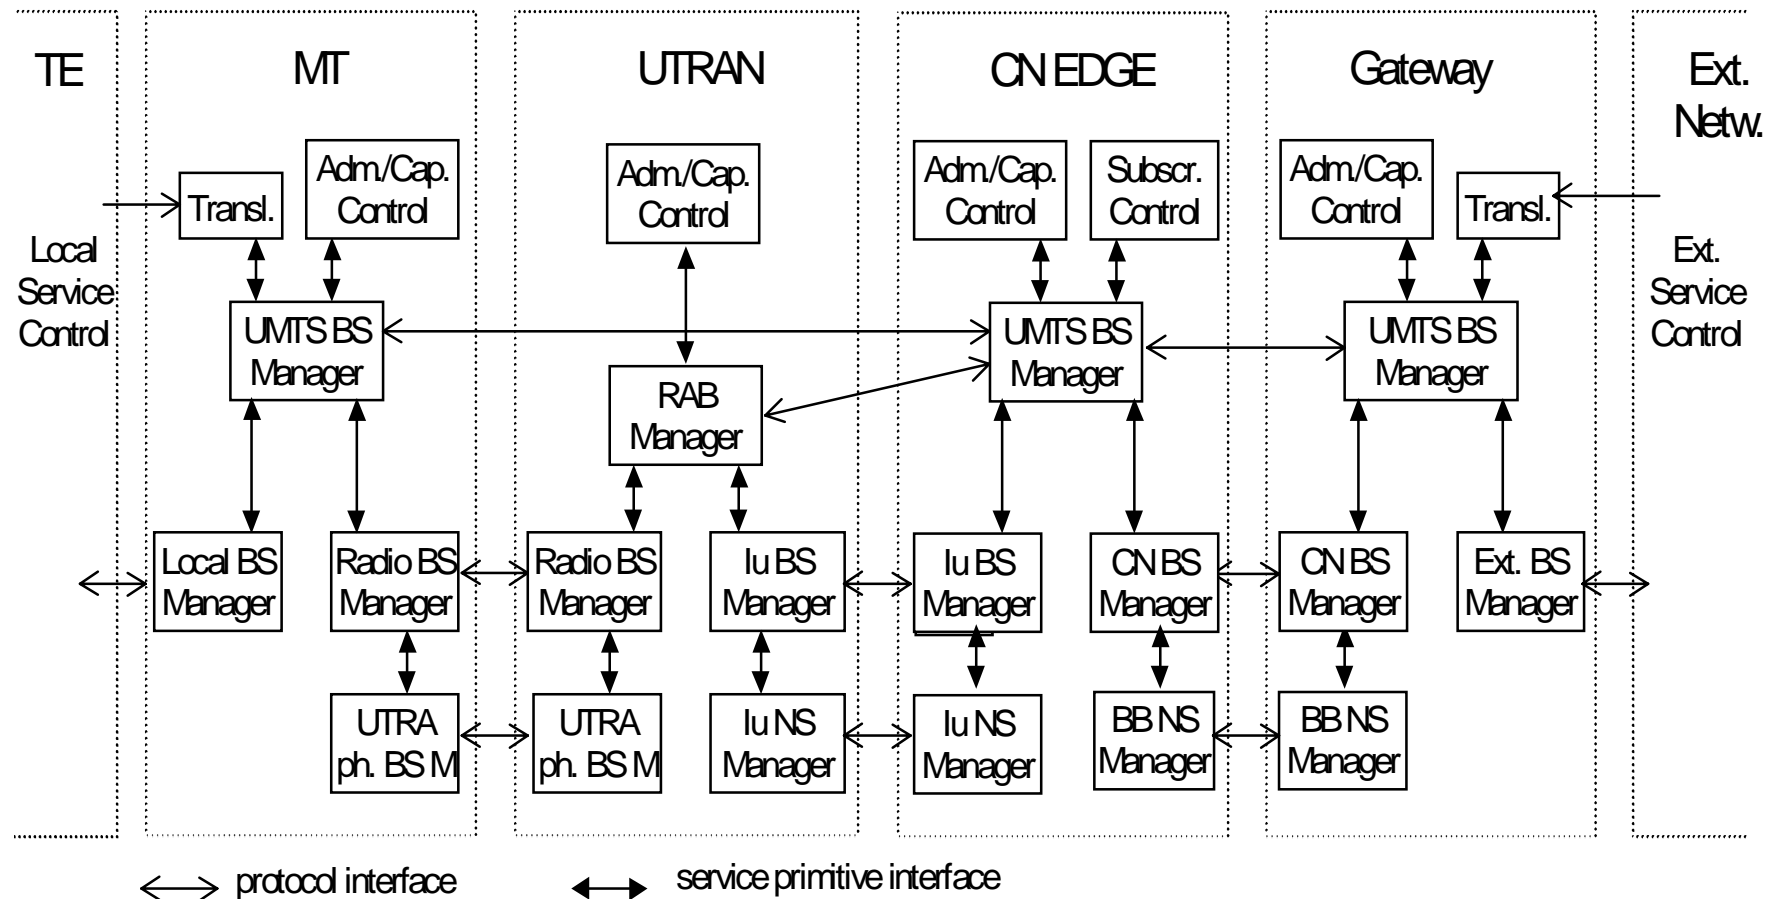 TE
MT
UTRAN
CN EDGE
Gateway
Ext.
Netw.
Adm./Cap.
Control
Transl.
Adm./Cap.
Control
Adm./Cap.
Control
Subscr.
Control
Adm./Cap.
Control
Transl.
Local
Service
Control
Ext.
Service
Control
UMTS BS
Manager
RAB
Manager
UMTS BS
Manager
UMTS BS
Manager
Local BS
Manager
Radio BS
Manager
Radio BS
Manager
Iu BS
Manager
Iu BS
Manager
CN BS
Manager
CN BS
Manager
Ext. BS
Manager
UTRA
ph. BS M
UTRA
ph. BS M
Iu NS
Manager
Iu NS
Manager
BB NS
Manager
BB NS
Manager
protocol interface
service primitive interface